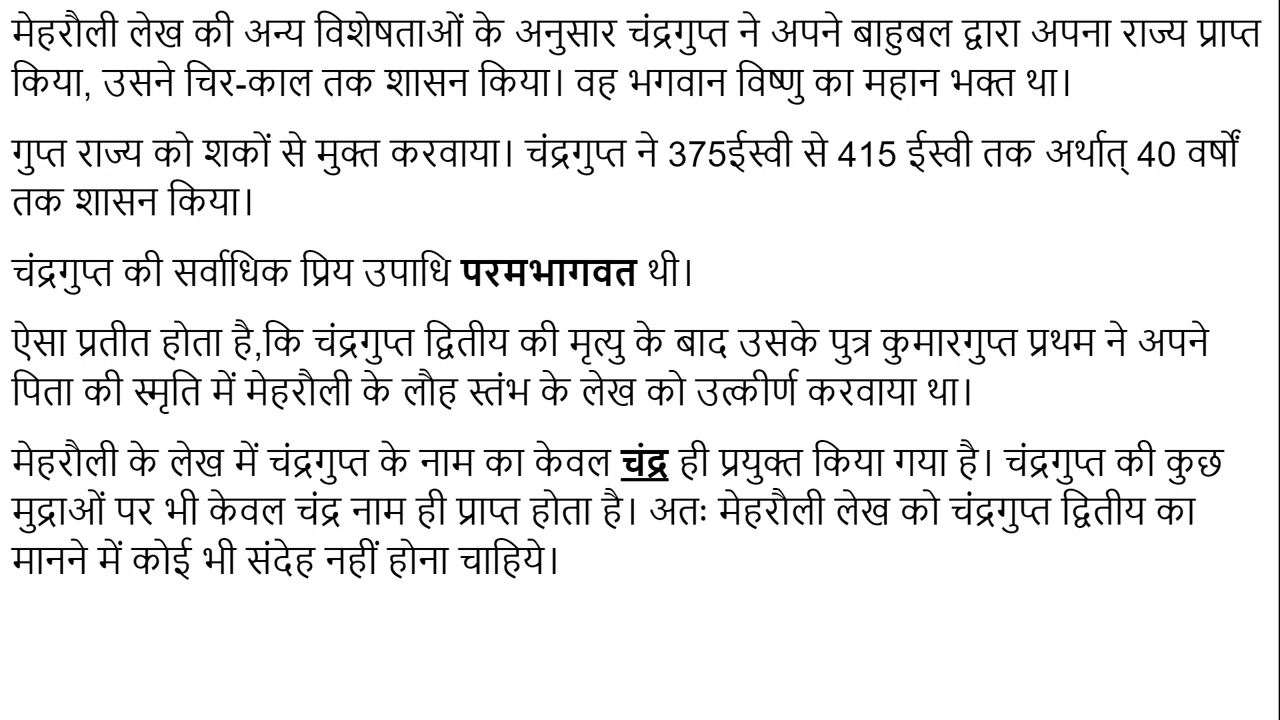 मेहरौली लेख की अन्य विशेषताओं के अनुसार चंद्रगुप्त ने अपने बाहुबल द्वारा अपना राज्य प्राप्त
किया, उसने चिर-काल तक शासन किया। वह भगवान विष्णु का महान भक्त था।
गुप्त राज्य को शकों से मुक्त करवाया। चंद्रगुप्त ने 375ईस्वी से 415 ईस्वी तक अर्थात् 40 वर्षों
तक शासन किया।
चंद्रगुप्त की सर्वाधिक प्रिय उपाधि परमभागवत थी।
ऐसा प्रतीत होता है,कि चंद्रगुप्त द्वितीय की मृत्यु के बाद उसके पुत्र कुमारगुप्त प्रथम ने अपने
पिता की स्मृति में मेहरौली के लौह स्तंभ के लेख को उत्कीर्ण करवाया था।
मेहरौली के लेख में चंद्रगुप्त के नाम का केवल चंद्र ही प्रयुक्त किया गया है। चंद्रगुप्त की कुछ
मुद्राओं पर भी केवल चंद्र नाम ही प्राप्त होता है। अतः मेहरौली लेख को चंद्रगुप्त द्वितीय का
मानने में कोई भी संदेह नहीं होना चाहिये।